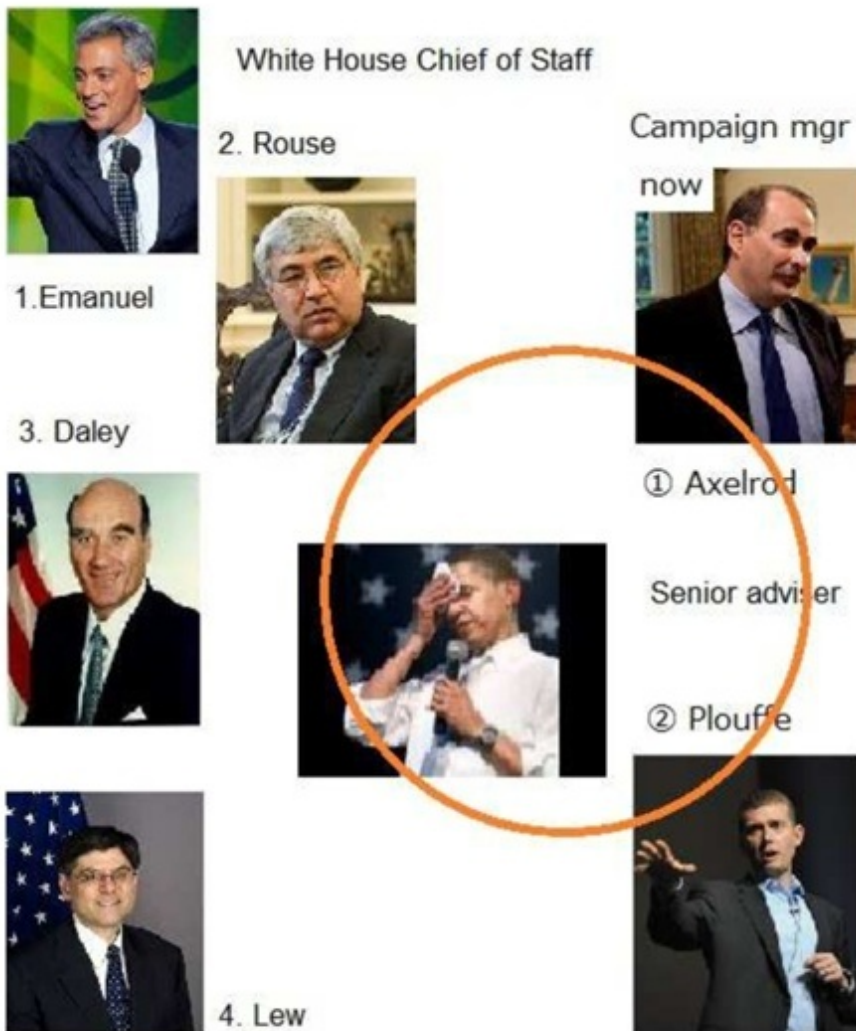 White House Chief of Staff
Campaign mgr
2. Rouse
now
1.Emanuel
3. Daley
① Axelrod
Senior adviser
② Plouffe
4. Lew